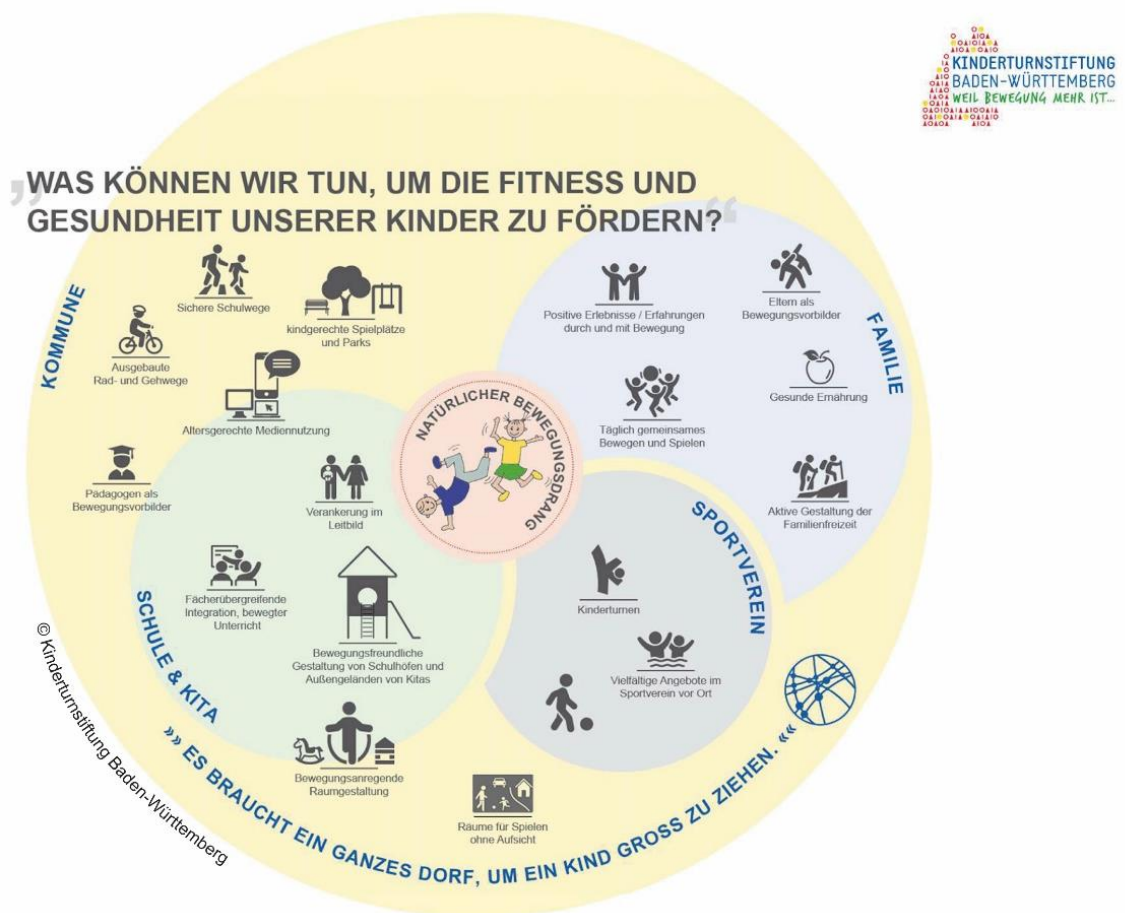 KINDERTURNSTIFTUNG
BADEN-WÜRTTEMBERG
WEIL BEWEGUNG MEHR IST...
„WAS KÖNNEN WIR TUN, UM DIE FITNESS UND
GESUNDHEIT UNSERER KINDER ZU FÖRDERN?“
KOMMUNE
Sichere Schulwege
kindgerechte Spielplätze
und Parks
Ausgebaute
Rad- und Gehwege
Altersgerechte Mediennutzung
Pädagogen als
Bewegungsvorbilder
Verankerung im
Leitbild
Fächerübergreifende
Integration, bewegter
Unterricht
Bewegungsfreundliche
Gestaltung von Schulhöfen und
Außengeländen von Kitas
SCHULE & KITA
Bewegungsanregende
Raumgestaltung
Räume für Spielen
ohne Aufsicht
NATÜRLICHER BEWEGUNGSDRANG
Positive Erlebnisse / Erfahrungen
durch und mit Bewegung
Eltern als
Bewegungsvorbilder
FAMILIE
Gesunde Ernährung
Täglich gemeinsames
Bewegen und Spielen
Aktive Gestaltung der
Familienfreizeit
SPORTVEREIN
Kinderturnen
Vielfältige Angebote im
Sportverein vor Ort
»» ES BRAUCHT EIN GANZES DORF, UM EIN KIND GROSS ZU ZIEHEN. ««
© Kinderturnstiftung Baden-Württemberg